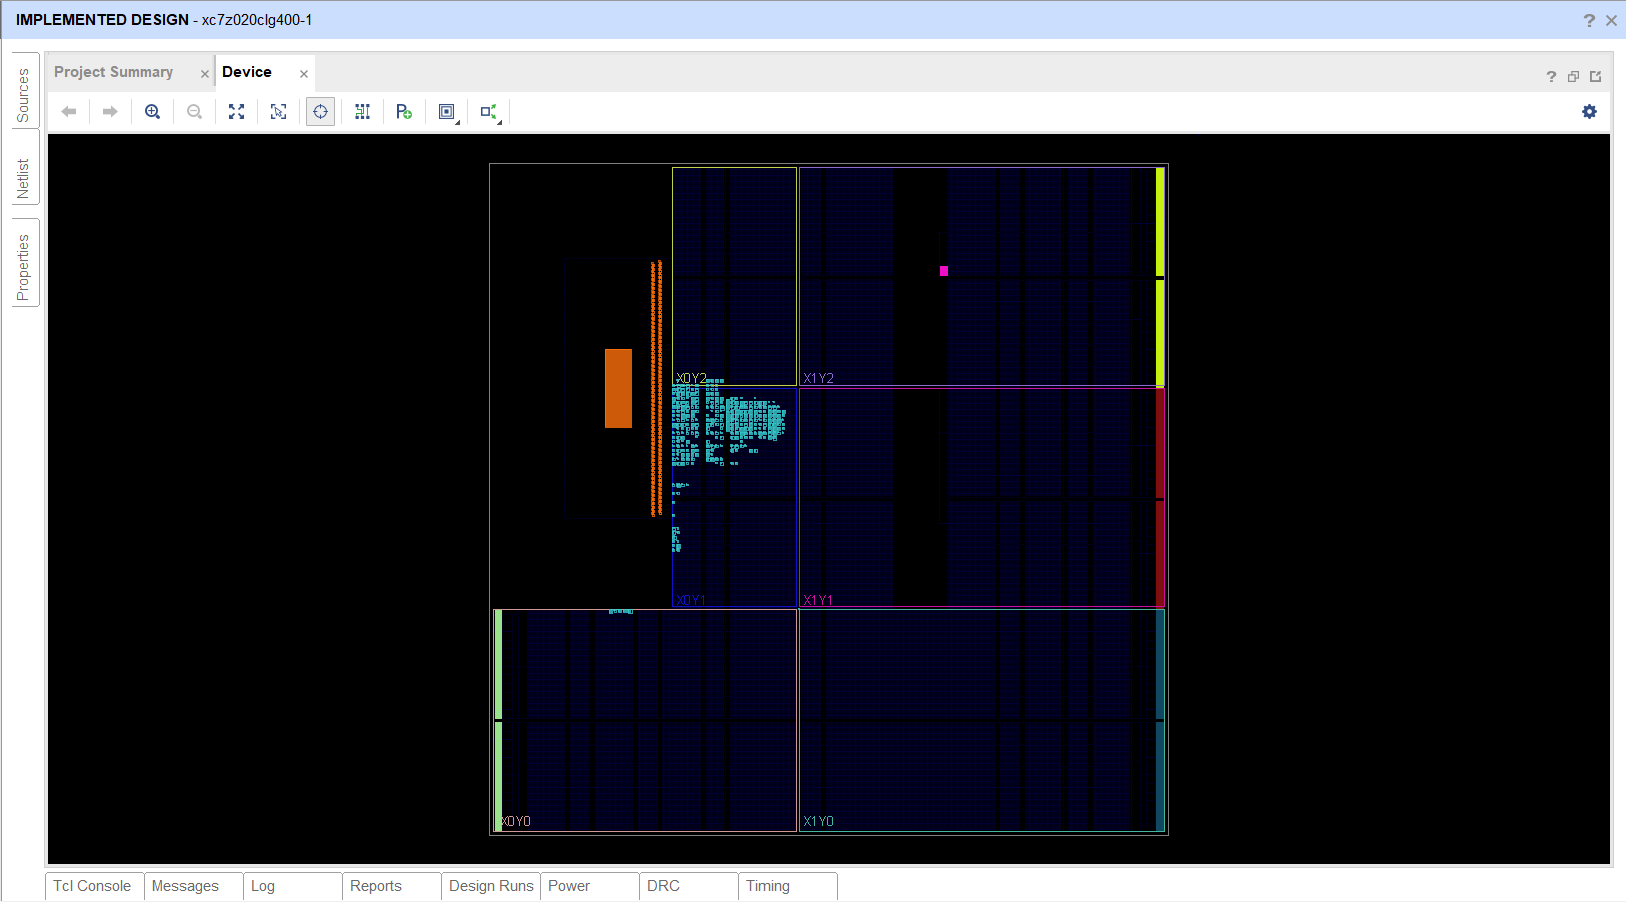 IMPLEMENTED DESIGN - xc7z020clg400-1
Sources
Netlist
Properties
Project Summary
Device
X0Y2
X1Y2
X0Y1
X1Y1
X0Y0
X1Y0
Tcl Console
Messages
Log
Reports
Design Runs
Power
DRC
Timing